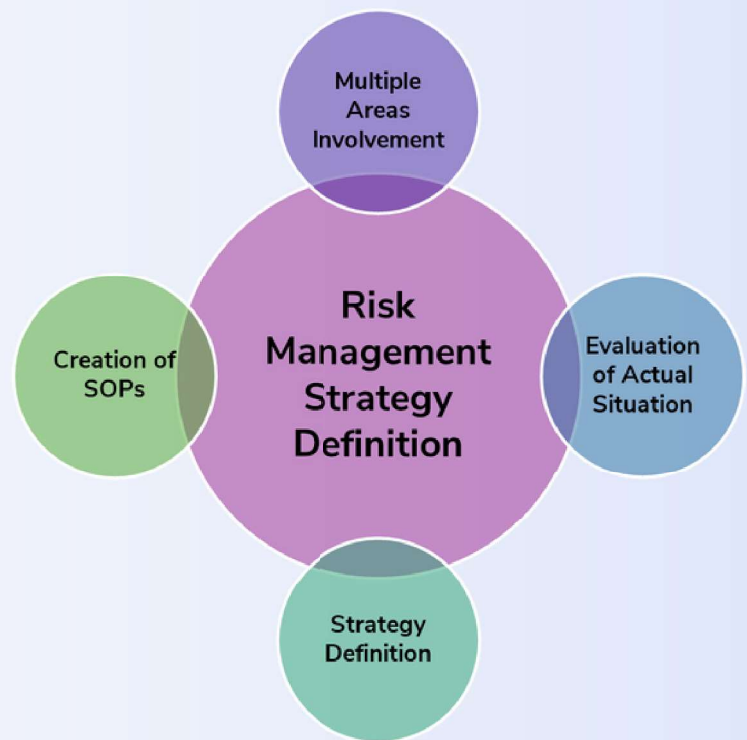 Multiple
Areas
Involvement
Risk
Management
Strategy
Definition
Creation of
SOPs
Evaluation
of Actual
Situation
Strategy
Definition